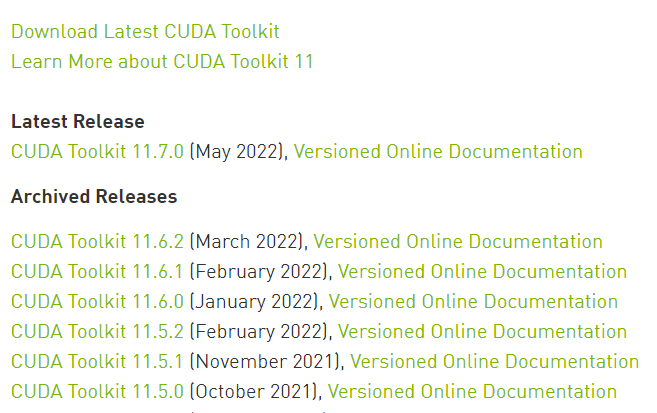 Download Latest CUDA Toolkit
Learn More about CUDA Toolkit 11
Latest Release
CUDA Toolkit 11.7.0 (May 2022), Versioned Online Documentation
Archived Releases
CUDA Toolkit 11.6.2 (March 2022), Versioned Online Documentation
CUDA Toolkit 11.6.1 (February 2022), Versioned Online Documentation
CUDA Toolkit 11.6.0 (January 2022), Versioned Online Documentation
CUDA Toolkit 11.5.2 (February 2022), Versioned Online Documentation
CUDA Toolkit 11.5.1 (November 2021), Versioned Online Documentation
CUDA Toolkit 11.5.0 (October 2021), Versioned Online Documentation